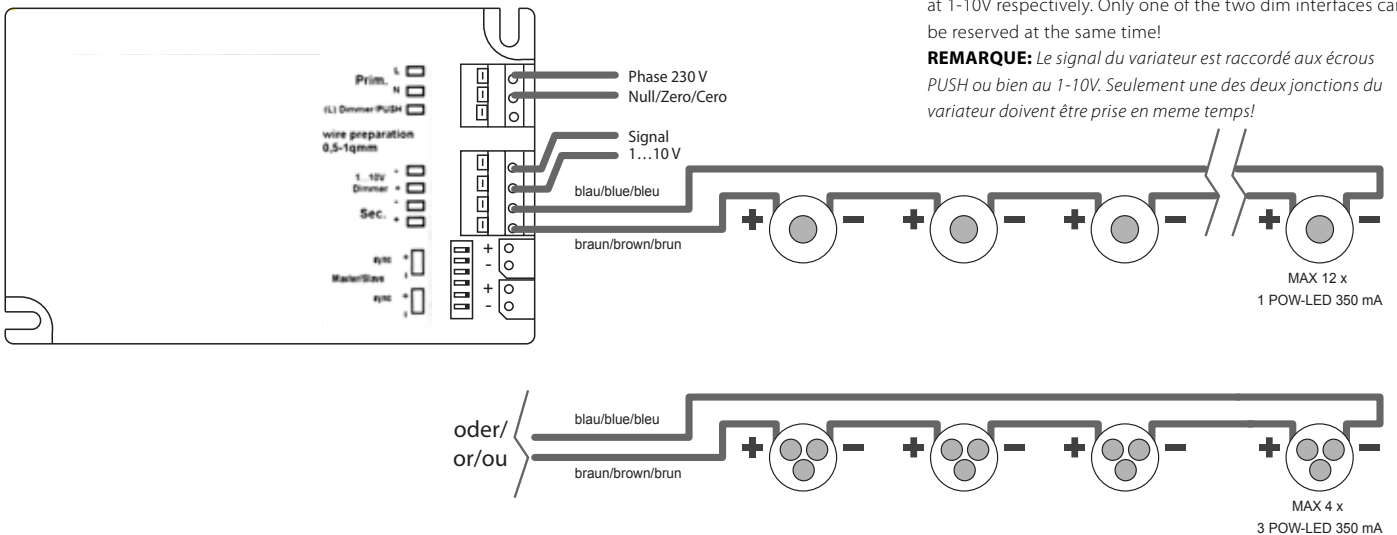 at 1-10V respectively. Only one of the two dim interfaces can
be reserved at the same time!
REMARQUE: Le signal du variateur est raccordé aux écrous
PUSH ou bien au 1-10V. Seulement une des deux jonctions du
variateur doivent être prise en meme temps!
Prim. L
N
(L) Dimmer/PUSH
wire preparation
0,5-1qmm
1...10V -
Dimmer +
Sec. -
+
sync +
Master/Slave
sync +
+
-
+
-
Phase 230 V
Null/Zero/Cero
Signal
1…10 V
blau/blue/bleu
braun/brown/brun
+ − + − + − + −
MAX 12 x
1 POW-LED 350 mA
oder/
or/ou
blau/blue/bleu
braun/brown/brun
+ − + − + − + −
MAX 4 x
3 POW-LED 350 mA